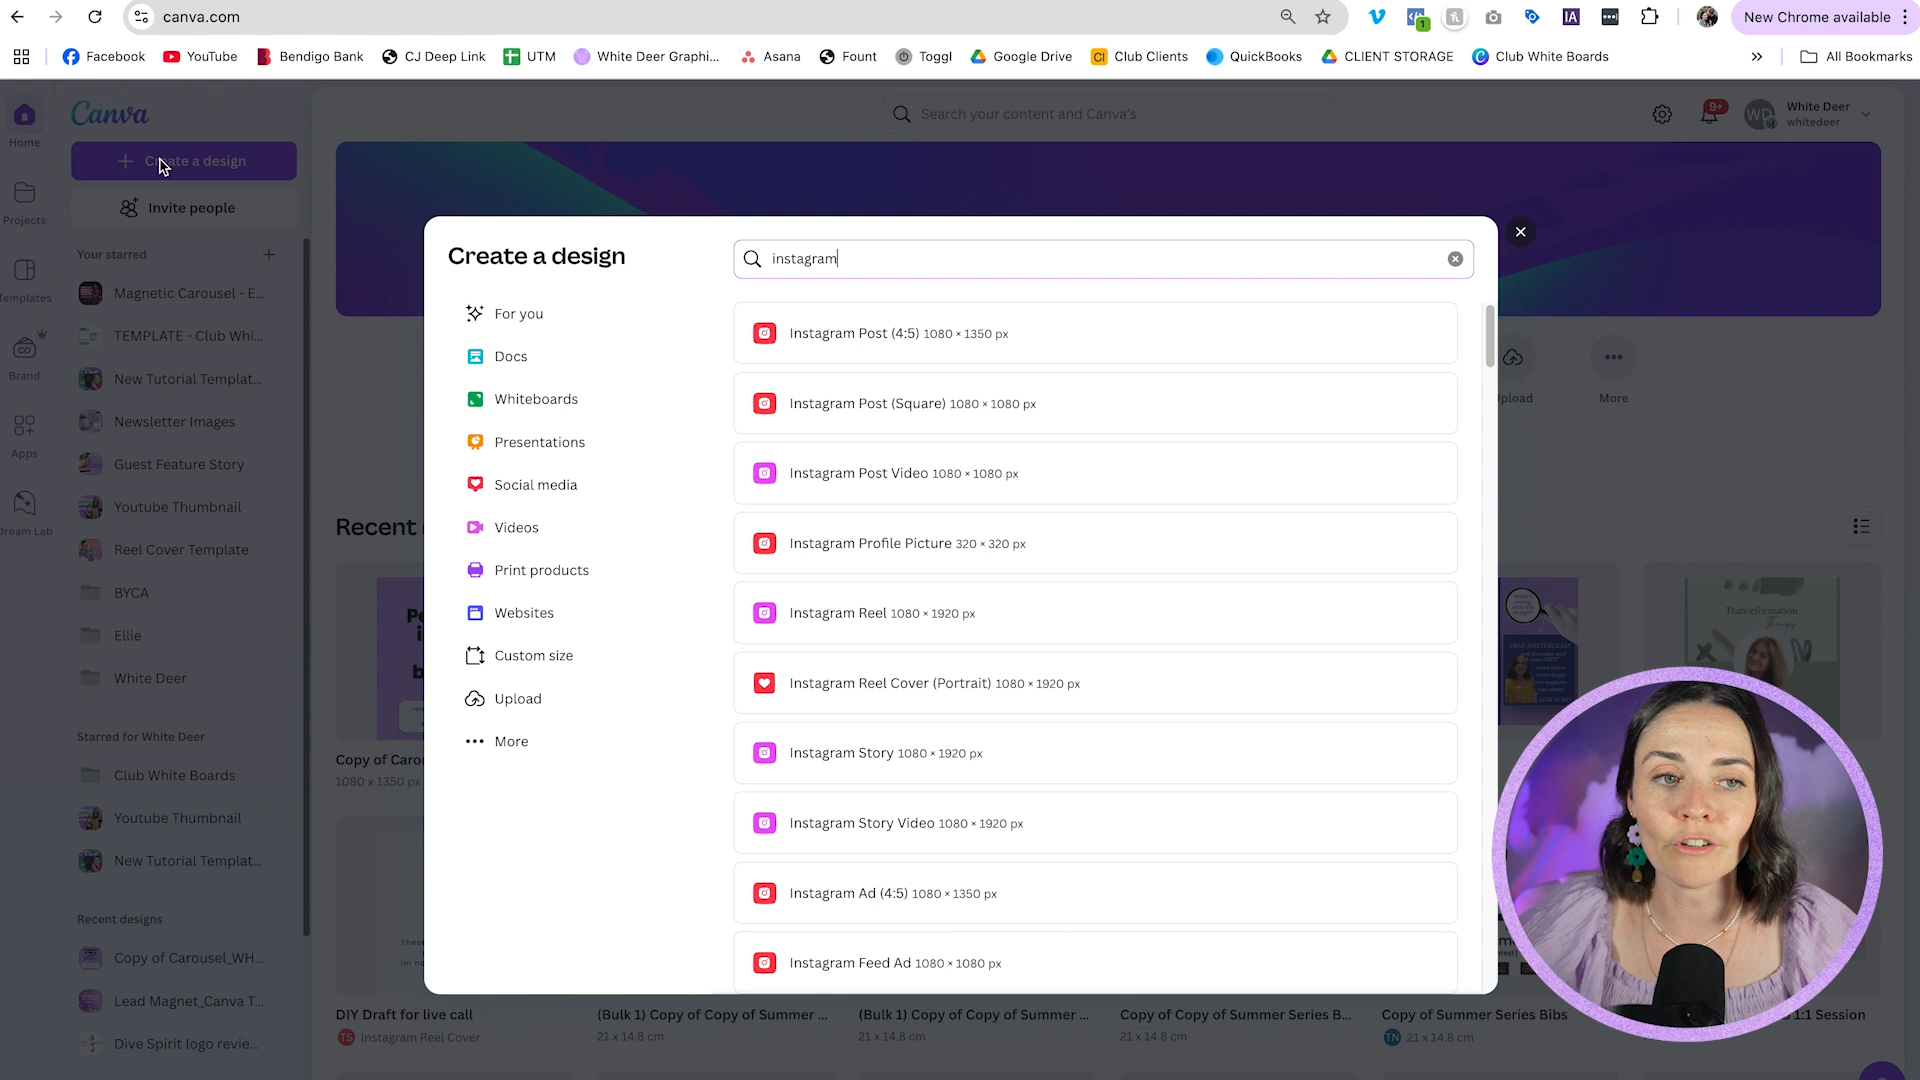 canva.com
New Chrome available
Facebook
YouTube
Bendigo Bank
CJ Deep Link
UTM
White Deer Graphi...
Asana
Fount
Toggl
Google Drive
Club Clients
QuickBooks
CLIENT STORAGE
Club White Boards
All Bookmarks
Home
Projects
Templates
Brand
Apps
Dream Lab
Canva
Create a design
Invite people
Your starred
Magnetic Carousel - E...
TEMPLATE - Club Whi...
New Tutorial Templat...
Newsletter Images
Guest Feature Story
Youtube Thumbnail
Reel Cover Template
BYCA
Ellie
White Deer
Starred for White Deer
Club White Boards
Youtube Thumbnail
New Tutorial Templat...
Recent designs
Copy of Carousel_WH...
Lead Magnet_Canva T...
Dive Spirit logo revie...
Search your content and Canva's
9+
WD
White Deer
whitedeer
Create a design
instagram
For you
Docs
Whiteboards
Presentations
Social media
Videos
Print products
Websites
Custom size
Upload
More
Instagram Post (4:5) 1080 × 1350 px
Instagram Post (Square) 1080 × 1080 px
Instagram Post Video 1080 × 1080 px
Instagram Profile Picture 320 × 320 px
Instagram Reel 1080 × 1920 px
Instagram Reel Cover (Portrait) 1080 × 1920 px
Instagram Story 1080 × 1920 px
Instagram Story Video 1080 × 1920 px
Instagram Ad (4:5) 1080 × 1350 px
Instagram Feed Ad 1080 × 1080 px
More
Recent
Tranceformation
Therapy
Copy of Carou
1080 x 1350 px
DIY Draft for live call
TS Instagram Reel Cover
(Bulk 1) Copy of Copy of Summer ...
21 x 14.8 cm
(Bulk 1) Copy of Copy of Summer ...
21 x 14.8 cm
Copy of Copy of Summer Series B...
21 x 14.8 cm
Copy of Summer Series Bibs
TN 21 x 14.8 cm
1:1 Session